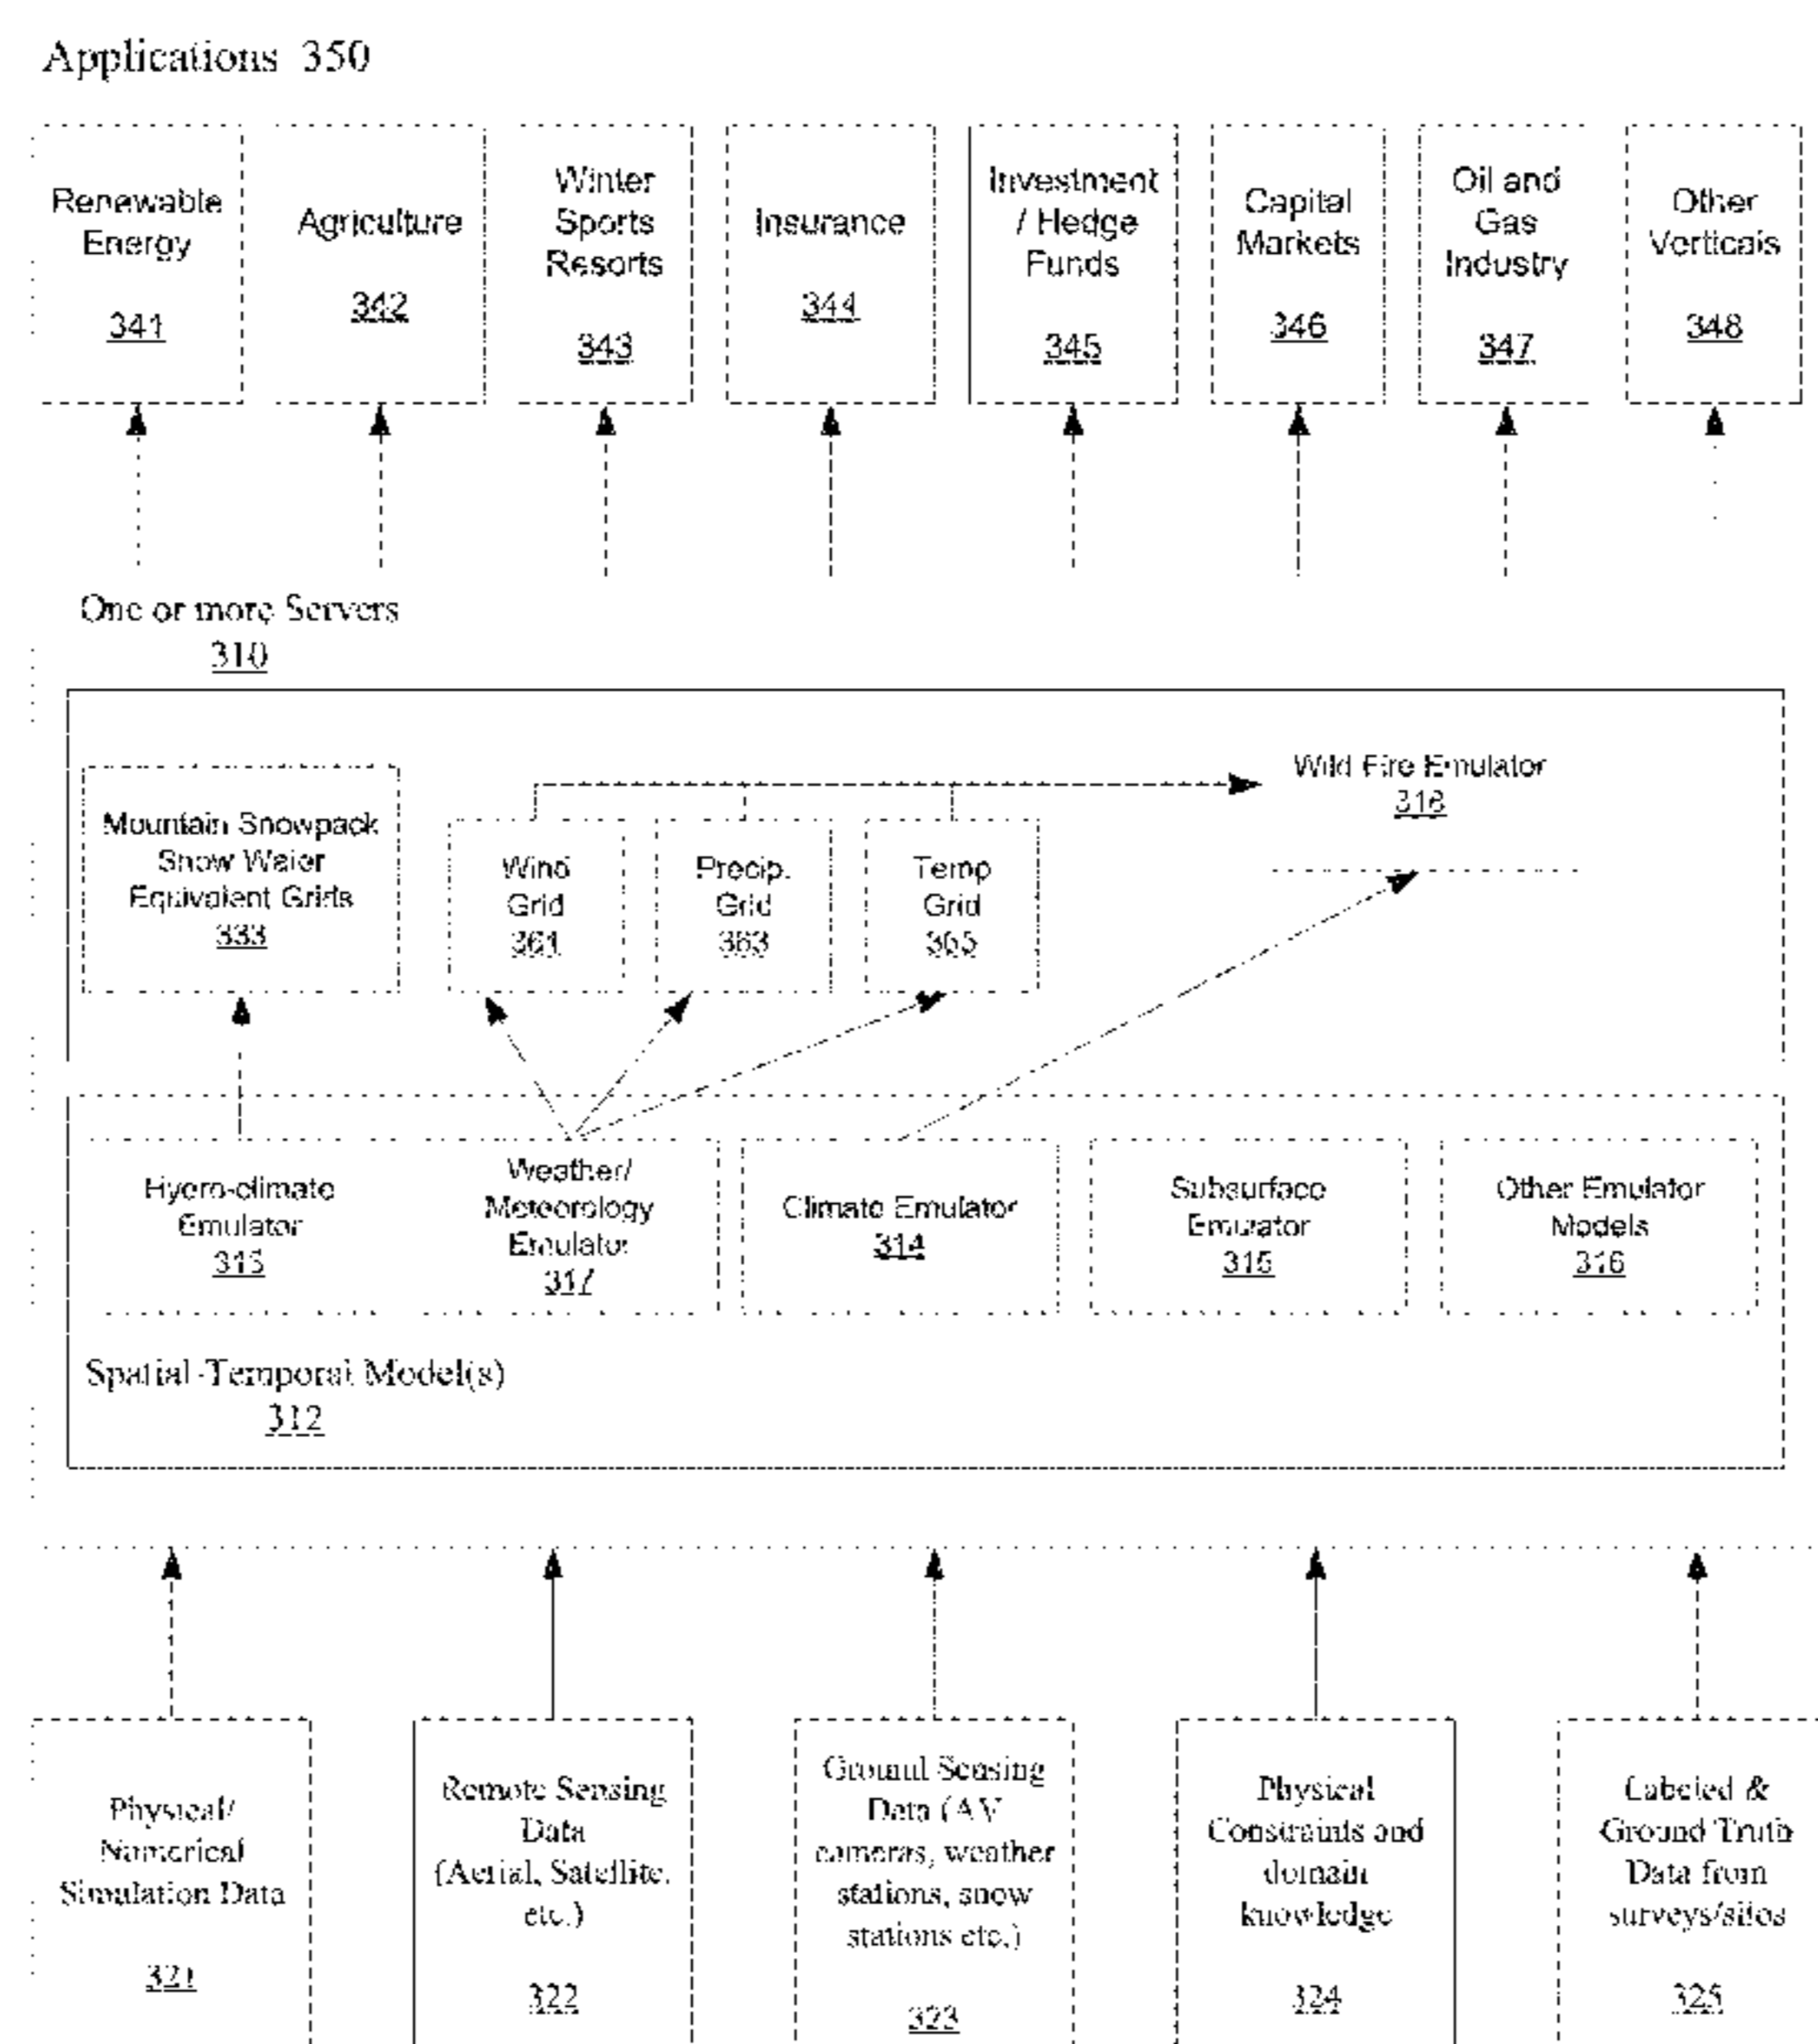 Applications 350
Renewable
Energy
341
Agriculture
342
Winter
Sports
Resorts
343
Insurance
344
Investment
/ Hedge
Funds
345
Capital
Markets
346
Oil and
Gas
Industry
347
Other
Verticals
348
One or more Servers
310
Mountain Snowpack
Snow Water
Equivalent Grids
333
Wind
Grid
361
Precip.
Grid
363
Temp
Grid
365
Wild Fire Emulator
Hydro-climate
Emulator
Weather/
Meteorology
Emulator
317
Climate Emulator
314
Subsurface
Emulator
Other Emulator
Models
316
Spatial-Temporal Model(s)
312
Physical/
Numerical
Simulation Data
321
Remote Sensing
Data
(Aerial, Satellite,
etc.)
322
Ground Sensing
Data (AV
cameras, weather
stations, snow
stations etc.)
323
Physical
Constraints and
domain
knowledge
324
Labeled &
Ground Truth
Data from
surveys/sites
325